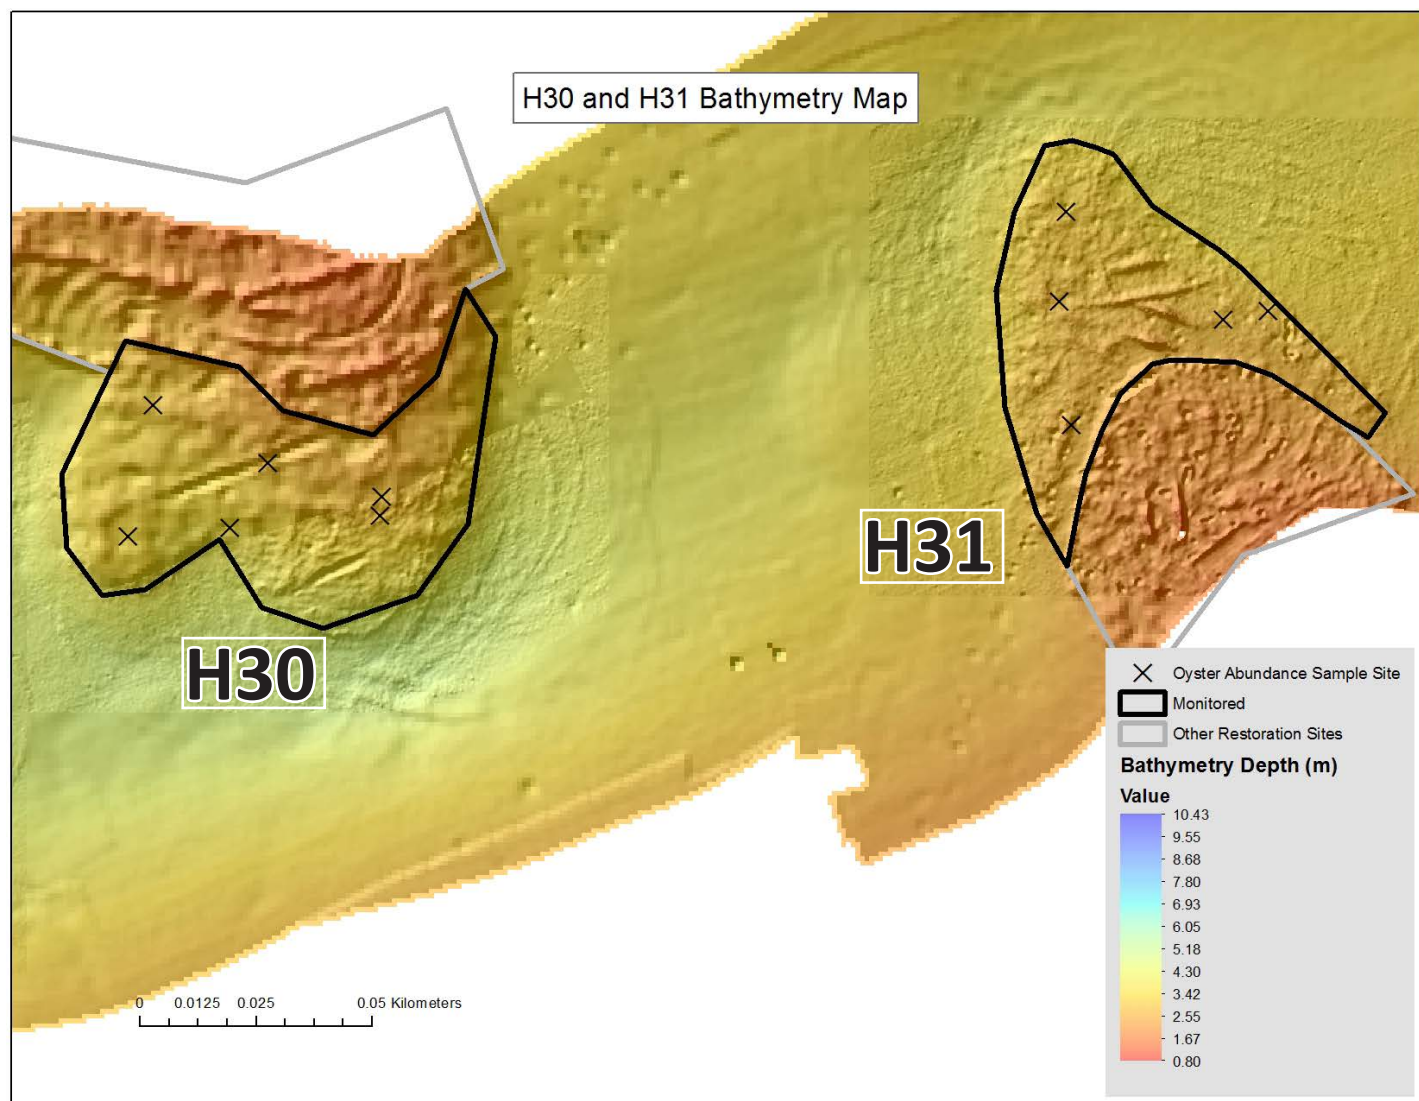 H30 and H31 Bathymetry Map
H31
H30
Oyster Abundance Sample Site
Monitored
Other Restoration Sites
Bathymetry Depth (m)
Value
10.43
9.55
8.68
7.80
6.93
6.05
5.18
4.30
3.42
2.55
1.67
0.80
0 0.0125 0.025 0.05 Kilometers